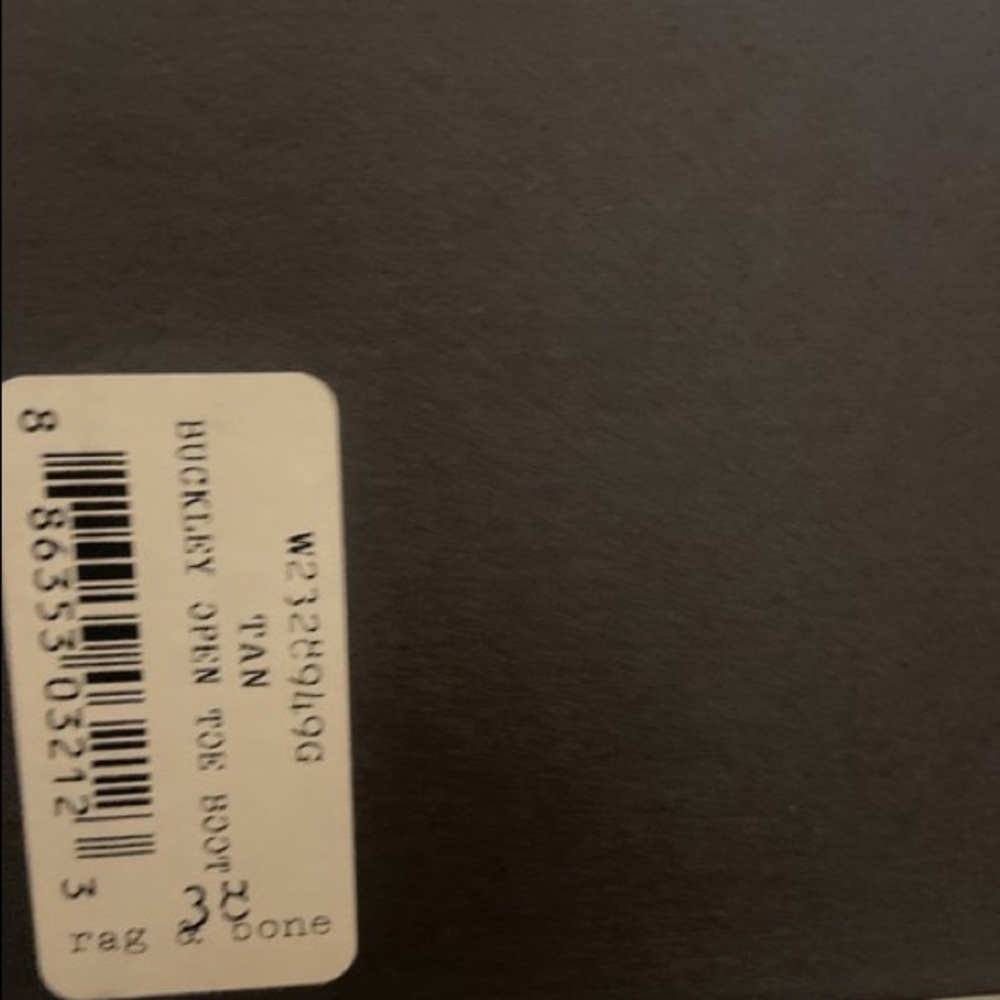 W2328949G
TAN
BUCKLEY OPEN TOE BOOT
8 86353 03212 3
rag & bone